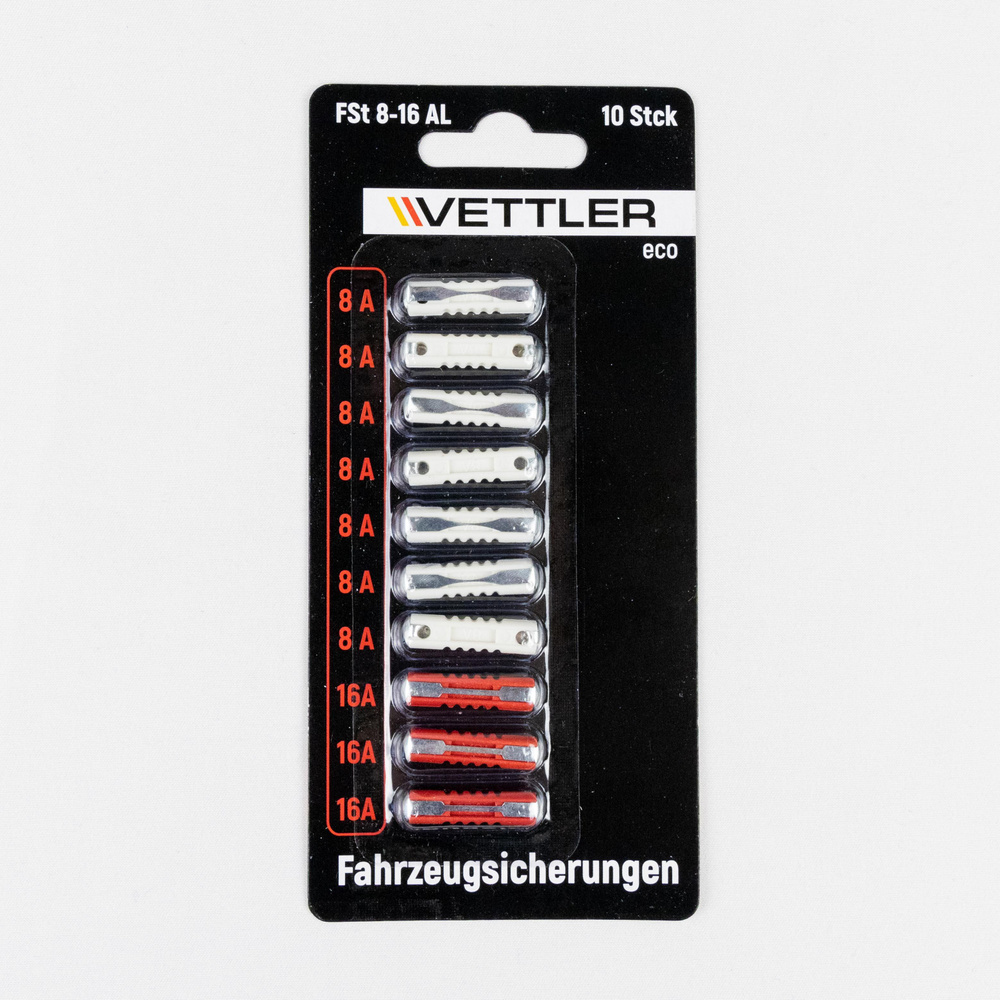 FSt 8-16 AL 10 Stck
VETTLER
eco
8 A
8 A
8 A
8 A
8 A
8 A
8 A
16A
16A
16A
Fahrzeugsicherungen